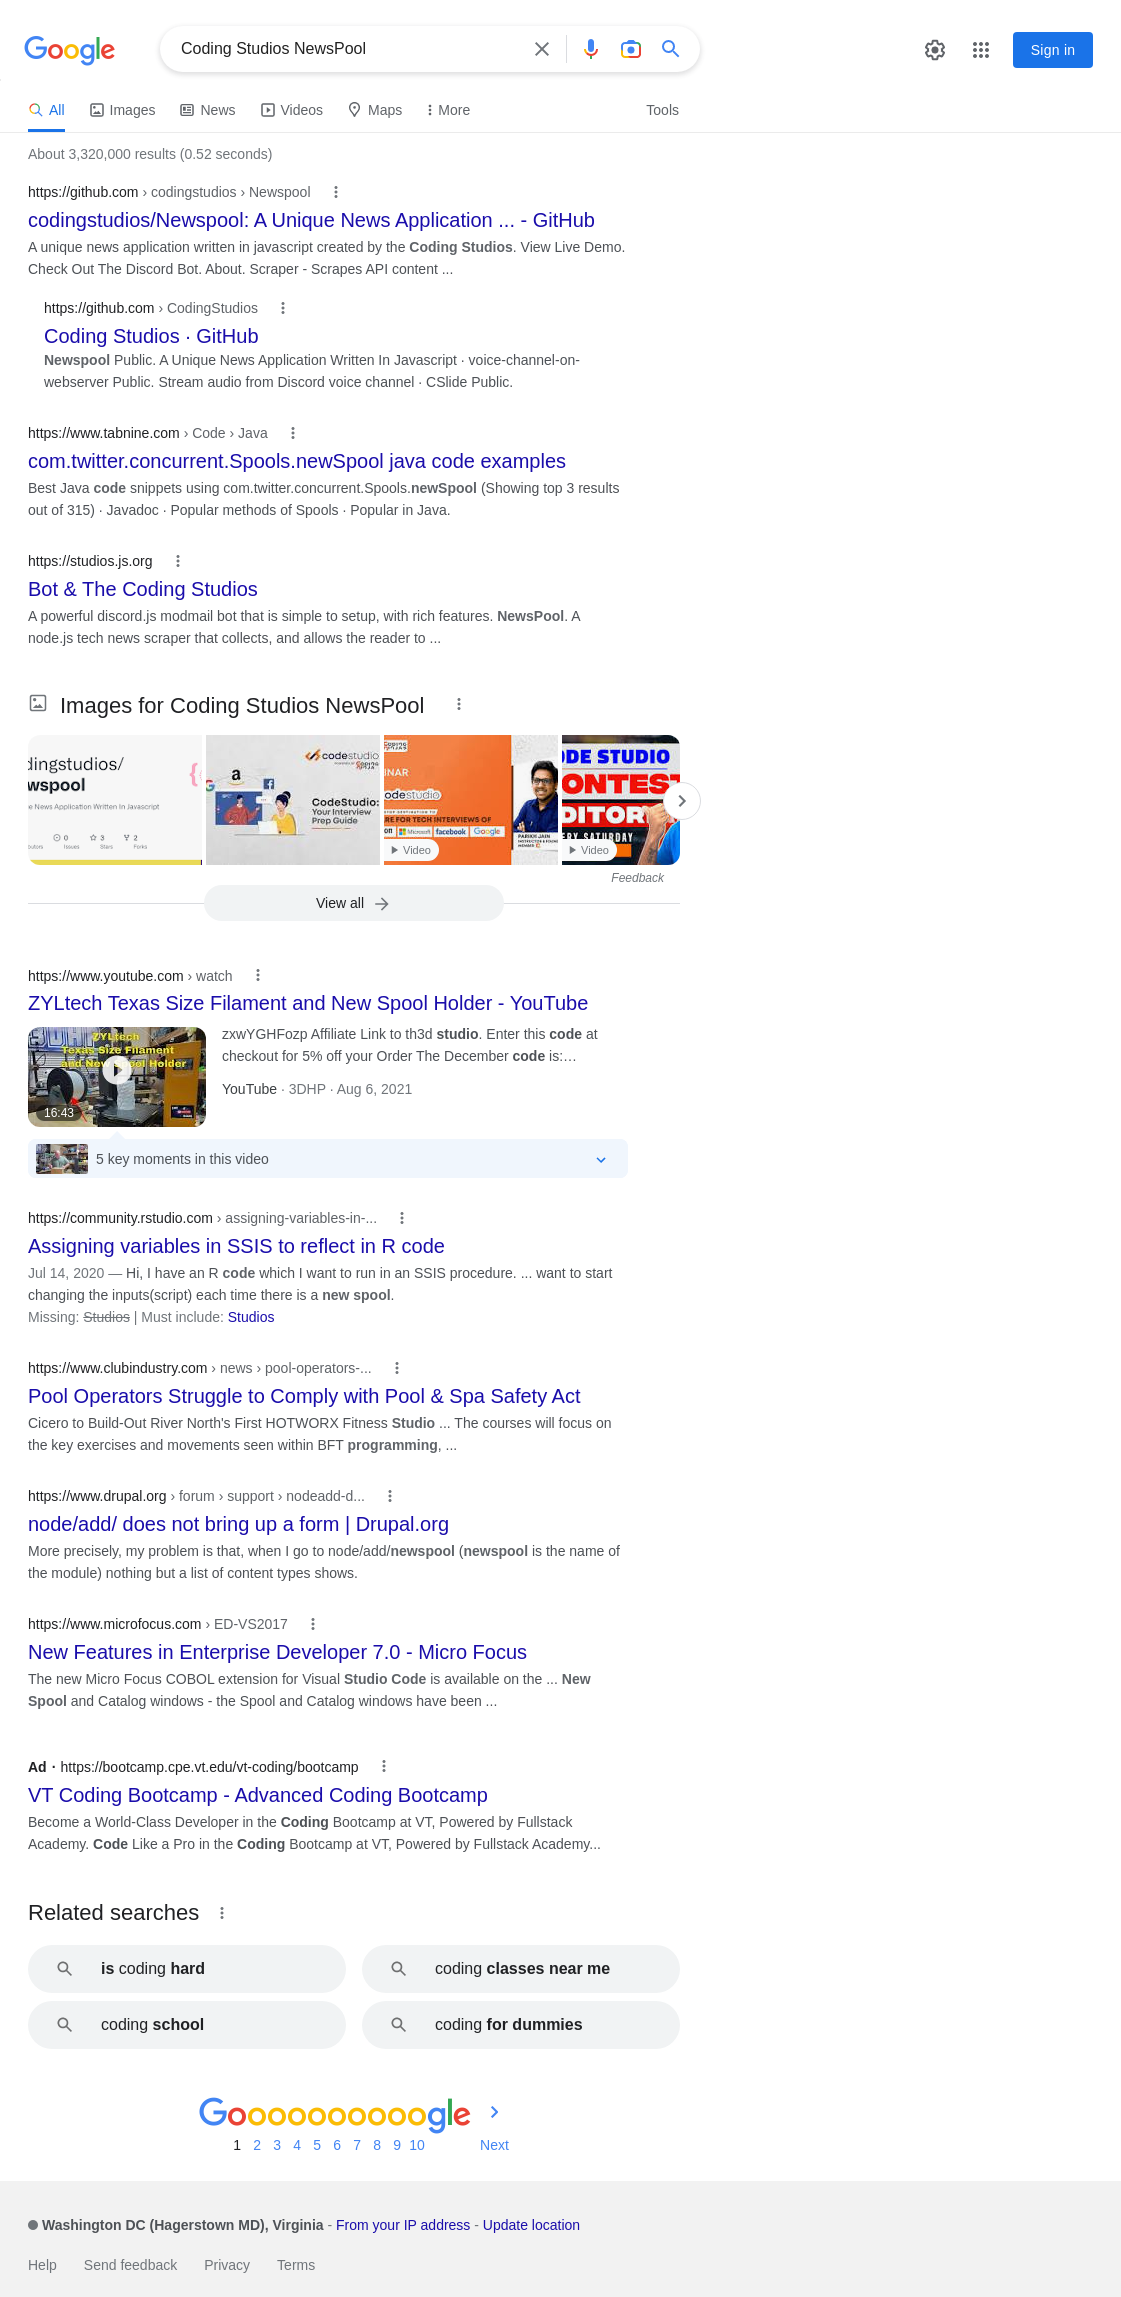 Google
Coding Studios NewsPool
Sign in
All
Images
News
Videos
Maps
More
Tools
About 3,320,000 results (0.52 seconds)
https://github.com › codingstudios › Newspool
codingstudios/Newspool: A Unique News Application ... - GitHub
A unique news application written in javascript created by the Coding Studios. View Live Demo.
Check Out The Discord Bot. About. Scraper - Scrapes API content ...
https://github.com › CodingStudios
Coding Studios · GitHub
Newspool Public. A Unique News Application Written In Javascript · voice-channel-on-
webserver Public. Stream audio from Discord voice channel · CSlide Public.
https://www.tabnine.com › Code › Java
com.twitter.concurrent.Spools.newSpool java code examples
Best Java code snippets using com.twitter.concurrent.Spools.newSpool (Showing top 3 results
out of 315) · Javadoc · Popular methods of Spools · Popular in Java.
https://studios.js.org
Bot & The Coding Studios
A powerful discord.js modmail bot that is simple to setup, with rich features. NewsPool. A
node.js tech news scraper that collects, and allows the reader to ...
Images for Coding Studios NewsPool
dingstudios/
wspool
e News Application Written In Javascript
0
3
2
Issues
Stars
Forks
codestudio
a
CodeStudio:
Your Interview
Prep Guide
INAR
codestudio
RE FOR TECH INTERVIEWS OF
Microsoft
facebook
Google
PARIKH JAIN
Video
ODE STUDIO
ONTEST
DITOR
RY SATURDAY
Video
Feedback
View all
https://www.youtube.com › watch
ZYLtech Texas Size Filament and New Spool Holder - YouTube
ZYLtech
Texas Size Filament
and New Spool Holder
16:43
zxwYGHFozp Affiliate Link to th3d studio. Enter this code at
checkout for 5% off your Order The December code is:…
YouTube · 3DHP · Aug 6, 2021
5 key moments in this video
https://community.rstudio.com › assigning-variables-in-...
Assigning variables in SSIS to reflect in R code
Jul 14, 2020 — Hi, I have an R code which I want to run in an SSIS procedure. ... want to start
changing the inputs(script) each time there is a new spool.
Missing: Studios | Must include: Studios
https://www.clubindustry.com › news › pool-operators-...
Pool Operators Struggle to Comply with Pool & Spa Safety Act
Cicero to Build-Out River North's First HOTWORX Fitness Studio ... The courses will focus on
the key exercises and movements seen within BFT programming, ...
https://www.drupal.org › forum › support › nodeadd-d...
node/add/ does not bring up a form | Drupal.org
More precisely, my problem is that, when I go to node/add/newspool (newspool is the name of
the module) nothing but a list of content types shows.
https://www.microfocus.com › ED-VS2017
New Features in Enterprise Developer 7.0 - Micro Focus
The new Micro Focus COBOL extension for Visual Studio Code is available on the ... New
Spool and Catalog windows - the Spool and Catalog windows have been ...
Ad · https://bootcamp.cpe.vt.edu/vt-coding/bootcamp
VT Coding Bootcamp - Advanced Coding Bootcamp
Become a World-Class Developer in the Coding Bootcamp at VT, Powered by Fullstack
Academy. Code Like a Pro in the Coding Bootcamp at VT, Powered by Fullstack Academy...
Related searches
is coding hard
coding classes near me
coding school
coding for dummies
Goooooooooogle
1 2 3 4 5 6 7 8 9 10 Next
Washington DC (Hagerstown MD), Virginia - From your IP address - Update location
Help
Send feedback
Privacy
Terms